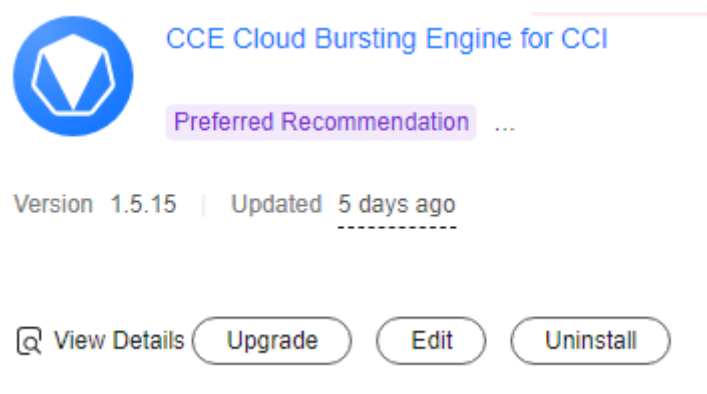 CCE Cloud Bursting Engine for CCI
Preferred Recommendation ...
Version 1.5.15 | Updated 5 days ago
View Details Upgrade Edit Uninstall